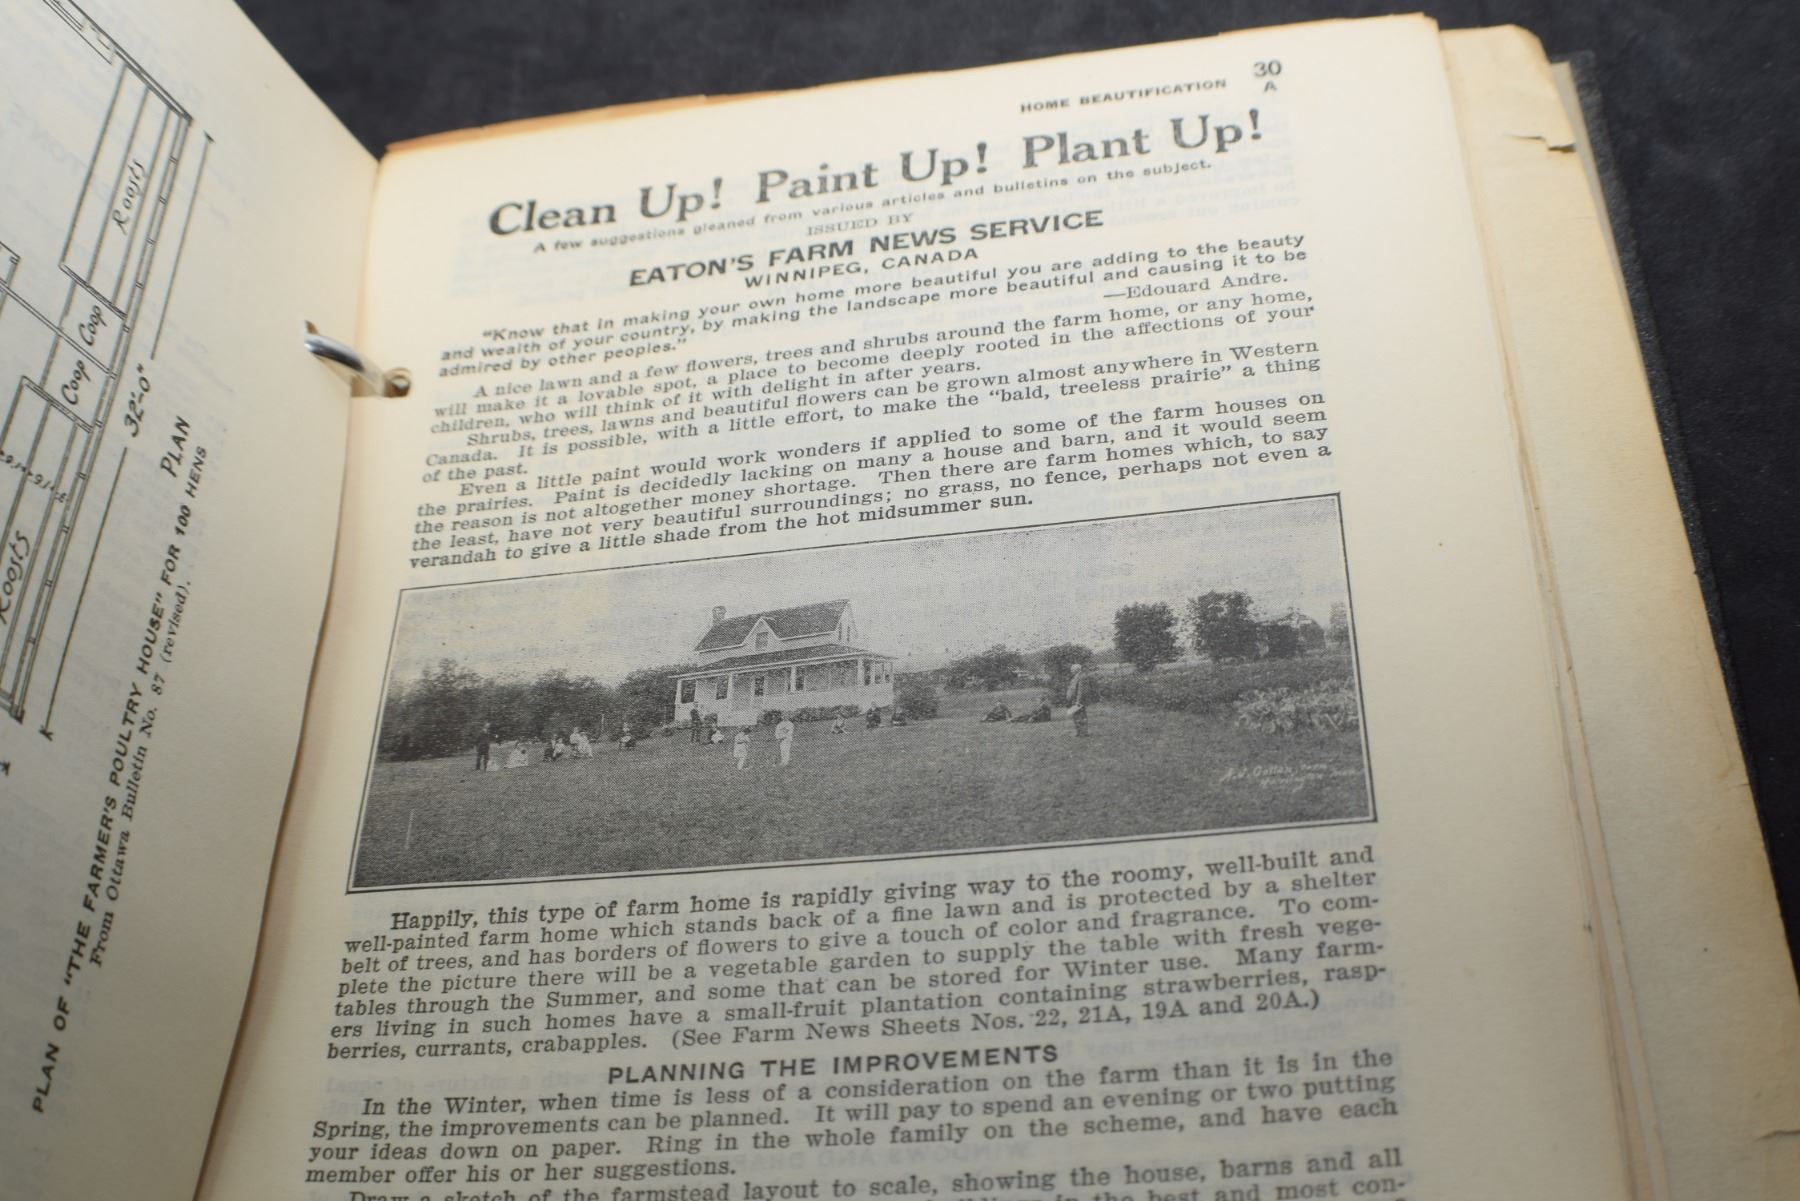 Roosts
Coop
Coop
Roosts
32'-0"
PLAN
PLAN OF "THE FARMER'S POULTRY HOUSE" FOR 100 HENS
From Ottawa Bulletin No. 87 (revised).
HOME BEAUTIFICATION
30
A
Clean Up! Paint Up! Plant Up!
A few suggestions gleaned from various articles and bulletins on the subject.
ISSUED BY
EATON'S FARM NEWS SERVICE
WINNIPEG, CANADA
"Know that in making your own home more beautiful you are adding to the beauty
and wealth of your country, by making the landscape more beautiful and causing it to be
admired by other peoples."
—Edouard Andre.
A nice lawn and a few flowers, trees and shrubs around the farm home, or any home,
will make it a lovable spot, a place to become deeply rooted in the affections of your
children, who will think of it with delight in after years.
Shrubs, trees, lawns and beautiful flowers can be grown almost anywhere in Western
Canada. It is possible, with a little effort, to make the "bald, treeless prairie" a thing
of the past.
Even a little paint would work wonders if applied to some of the farm houses on
the prairies. Paint is decidedly lacking on many a house and barn, and it would seem
the reason is not altogether money shortage. Then there are farm homes which, to say
the least, have not very beautiful surroundings; no grass, no fence, perhaps not even a
verandah to give a little shade from the hot midsummer sun.
Happily, this type of farm home is rapidly giving way to the roomy, well-built and
well-painted farm home which stands back of a fine lawn and is protected by a shelter
belt of trees, and has borders of flowers to give a touch of color and fragrance. To com-
plete the picture there will be a vegetable garden to supply the table with fresh vege-
tables through the Summer, and some that can be stored for Winter use. Many farm-
ers living in such homes have a small-fruit plantation containing strawberries, rasp-
berries, currants, crabapples. (See Farm News Sheets Nos. 22, 21A, 19A and 20A.)
PLANNING THE IMPROVEMENTS
In the Winter, when time is less of a consideration on the farm than it is in the
Spring, the improvements can be planned. It will pay to spend an evening or two putting
your ideas down on paper. Ring in the whole family on the scheme, and have each
member offer his or her suggestions.
Draw a sketch of the farmstead layout to scale, showing the house, barns and all
in the best and most con-